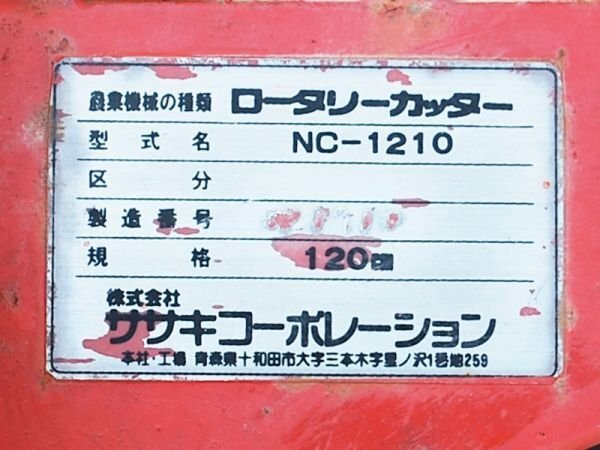 農業機械の種類 ロータリーカッター
型式名 NC-1210
区分
製造番号
規格 120cm
株式会社
ササキコーポレーション
本社・工場 青森県十和田市大字三本木字里ノ沢1号地259